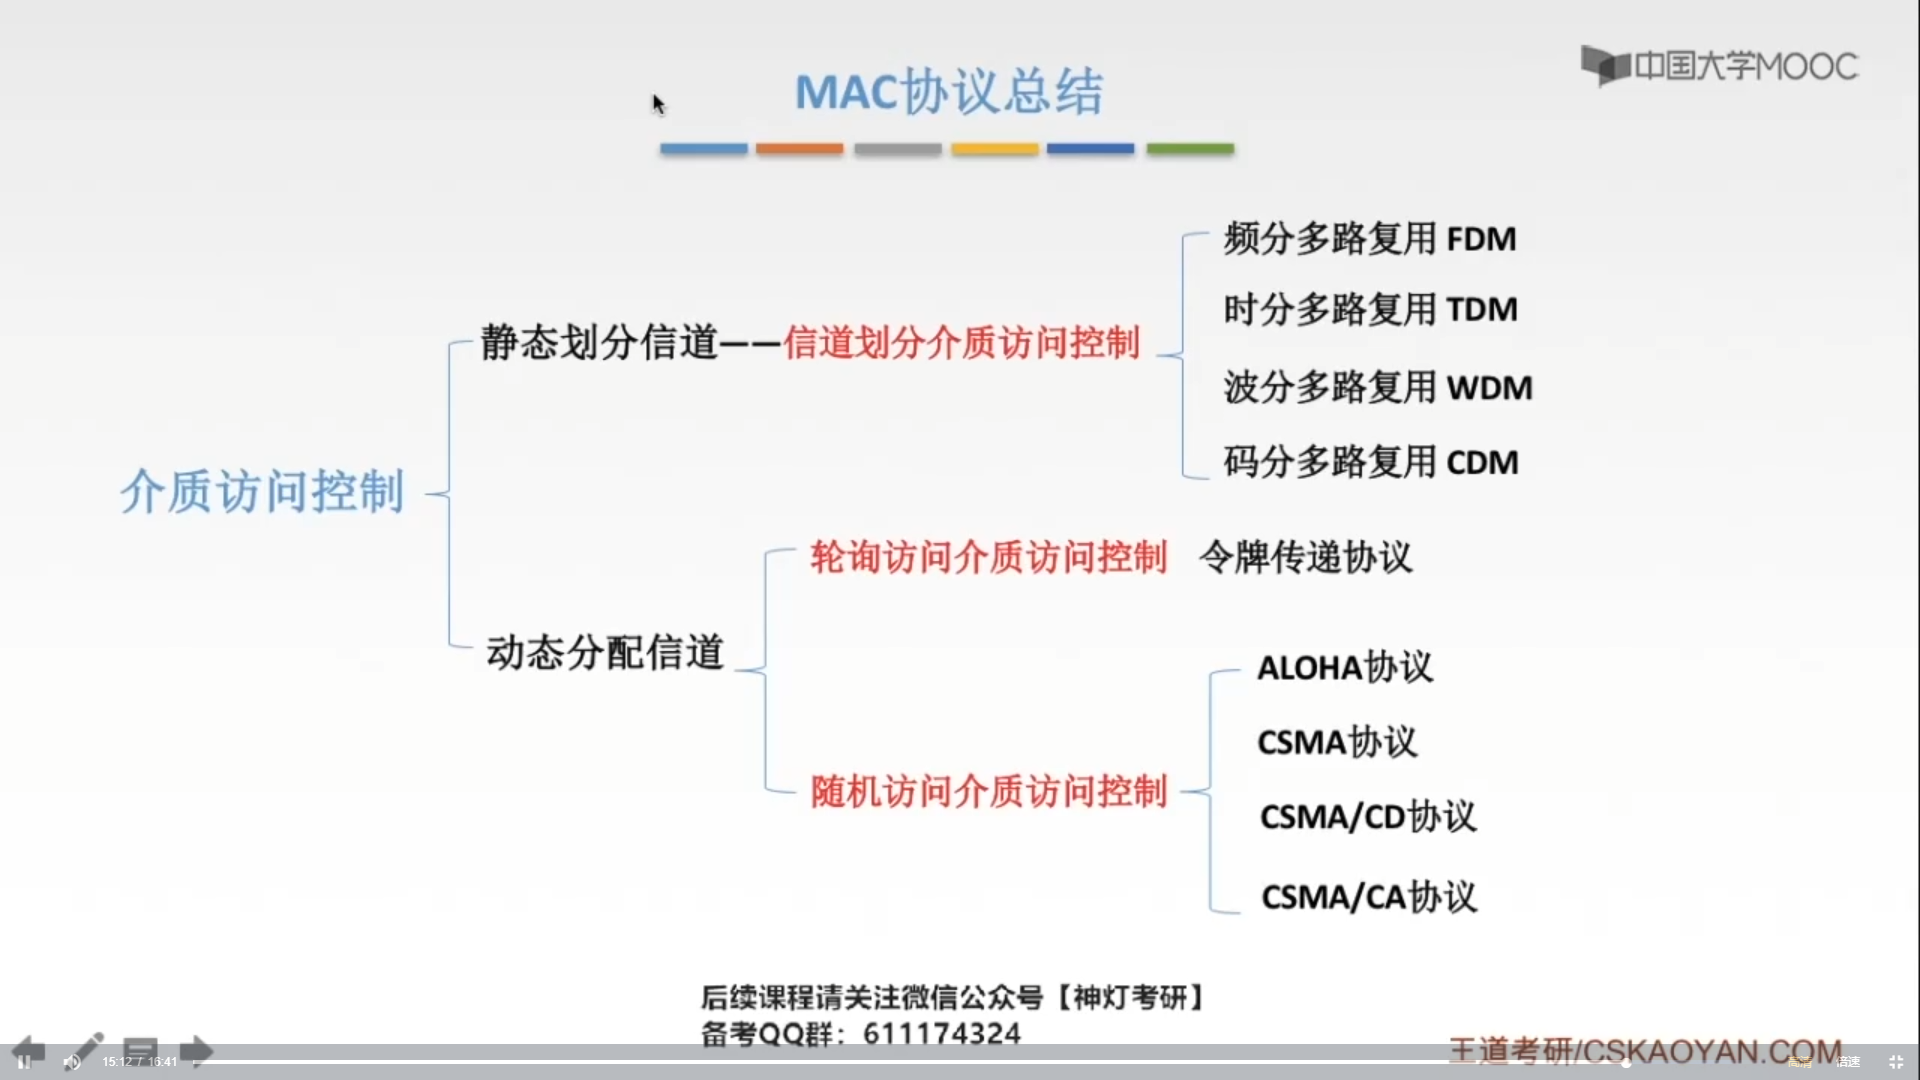 中国大学MOOC
MAC协议总结
频分多路复用 FDM
时分多路复用 TDM
静态划分信道——信道划分介质访问控制
波分多路复用 WDM
码分多路复用 CDM
介质访问控制
轮询访问介质访问控制 令牌传递协议
动态分配信道
ALOHA协议
CSMA协议
随机访问介质访问控制
CSMA/CD协议
CSMA/CA协议
后续课程请关注微信公众号【神灯考研】
备考QQ群：611174324
王道考研/CSKAOYAN.COM
15:12 / 16:41
高清 倍速